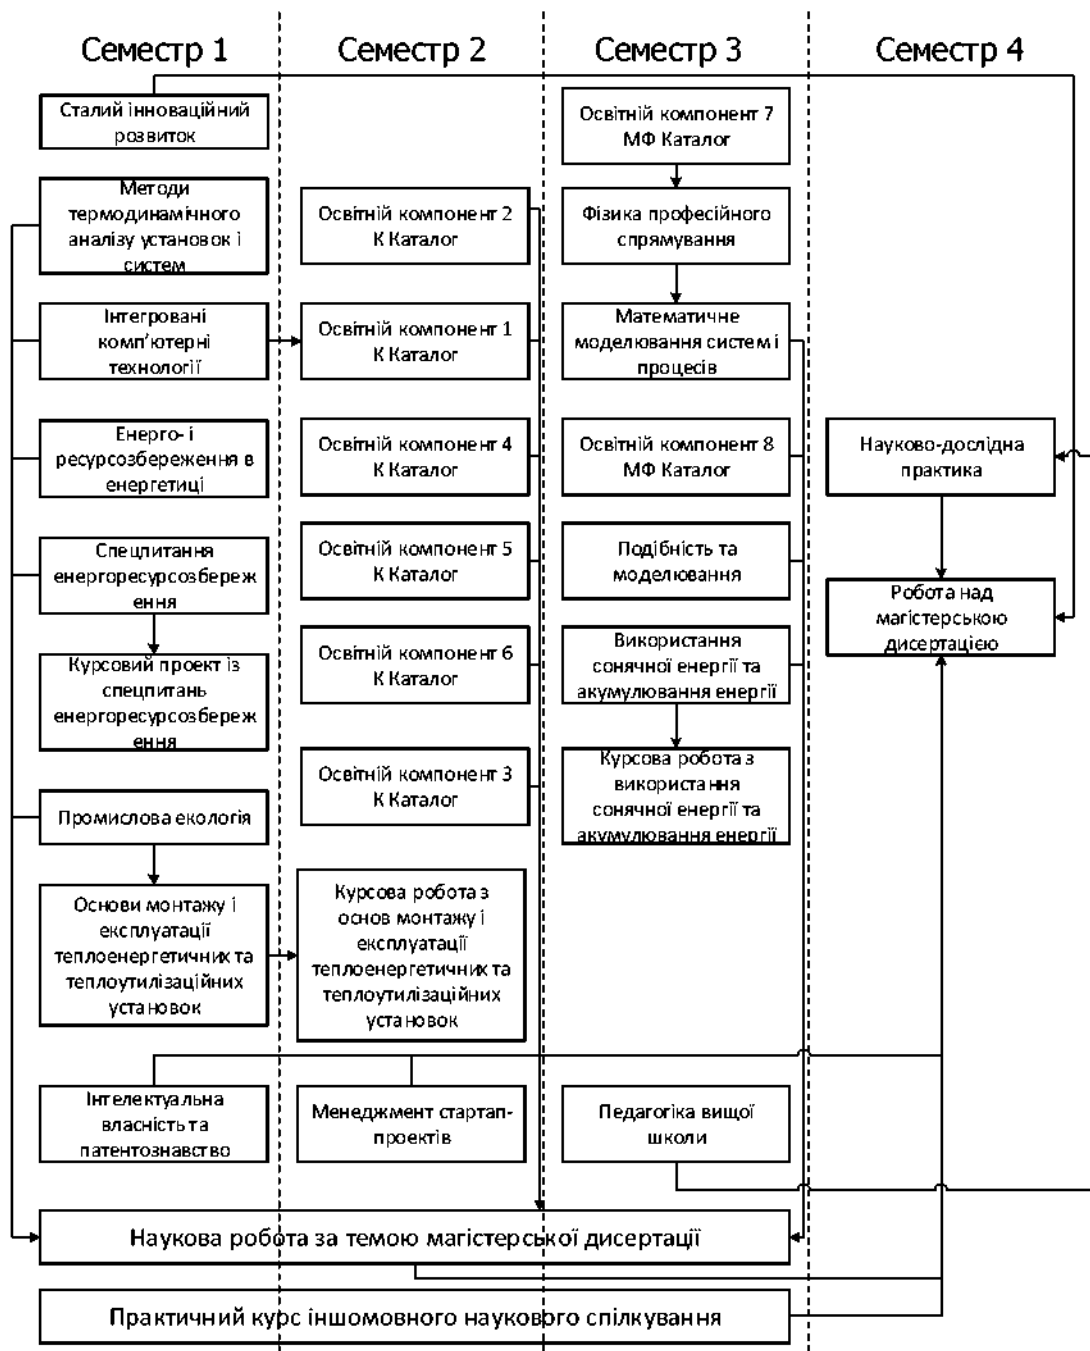 Семестр 1
Семестр 2
Семестр 3
Семестр 4
Сталий інноваційний
розвиток
Методи
термодинамічного
аналізу установок і
систем
Інтегровані
комп'ютерні
технології
Енерго- і
ресурсозбереження в
енергетиці
Спецпитання
енергоресурсозбереж
ення
Курсовий проект із
спецпитань
енергоресурсозбереж
ення
Промислова екологія
Основи монтажу і
експлуатації
теплоенергетичних та
теплоутилізаційних
установок
Інтелектуальна
власність та
патентознавство
Освітній компонент 2
К Каталог
Освітній компонент 1
К Каталог
Освітній компонент 4
К Каталог
Освітній компонент 5
К Каталог
Освітній компонент 6
К Каталог
Освітній компонент 3
К Каталог
Курсова робота з
основ монтажу і
експлуатації
теплоенергетичних та
теплоутилізаційних
установок
Менеджмент стартап-
проектів
Освітній компонент 7
МФ Каталог
Фізика професійного
спрямування
Математичне
моделювання систем і
процесів
Освітній компонент 8
МФ Каталог
Подібність та
моделювання
Використання
сонячної енергії та
акумулювання енергії
Курсова робота з
використання
сонячної енергії та
акумулювання енергії
Педагогіка вищої
школи
Науково-дослідна
практика
Робота над
магістерською
дисертацією
Наукова робота за темою магістерської дисертації
Практичний курс іншомовного наукового спілкування